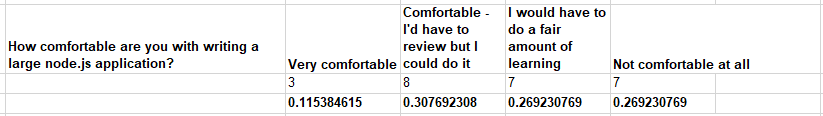 How comfortable are you with writing a
large node.js application?
Very comfortable
Comfortable -
I'd have to
review but I
could do it
I would have to
do a fair
amount of
learning
Not comfortable at all
3 8 7 7
0.115384615 0.307692308 0.269230769 0.269230769